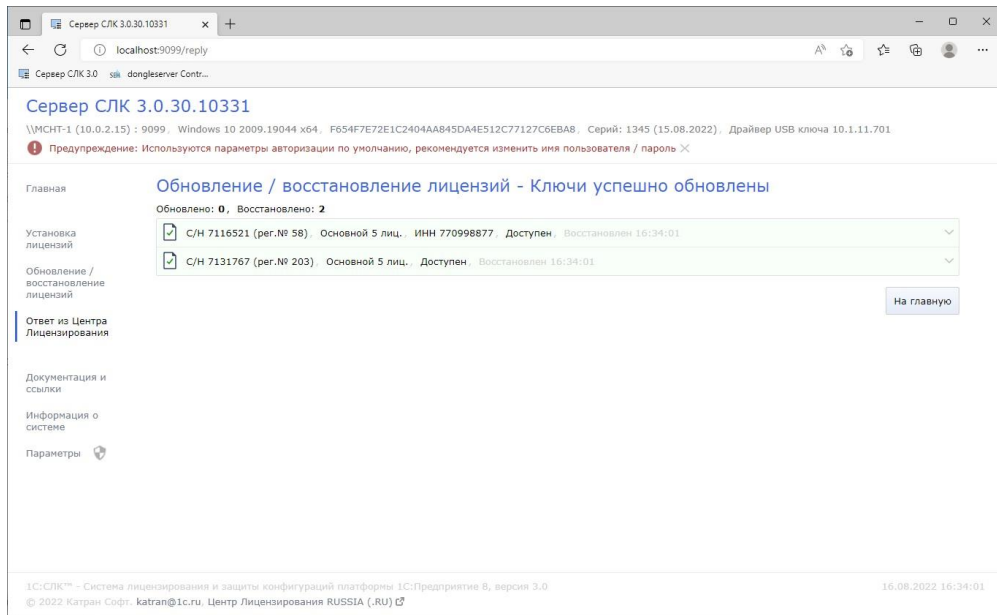 Сервер СЛК 3.0.30.10331
localhost:9099/reply
Сервер СЛК 3.0 dongleserver Contr...
Сервер СЛК 3.0.30.10331
\\МСНТ-1 (10.0.2.15) : 9099, Windows 10 2009.19044 x64, F654F7E72E1C2404AA845DA4E512C77127C6EBA8, Серий: 1345 (15.08.2022), Драйвер USB ключа 10.1.11.701
Предупреждение: Используются параметры авторизации по умолчанию, рекомендуется изменить имя пользователя / пароль
Главная
Установка
лицензий
Обновление /
восстановление
лицензий
Ответ из Центра
Лицензирования
Документация и
ссылки
Информация о
системе
Параметры
Обновление / восстановление лицензий - Ключи успешно обновлены
Обновлено: 0, Восстановлено: 2
С/Н 7116521 (рег.№ 58), Основной 5 лиц., ИНН 770998877, Доступен, Восстановлен 16:34:01
С/Н 7131767 (рег.№ 203), Основной 5 лиц., Доступен, Восстановлен 16:34:01
На главную
1С:СЛК™ - Система лицензирования и защиты конфигураций платформы 1С:Предприятие 8, версия 3.0
16.08.2022 16:34:01
© 2022 Катран Софт, katran@1c.ru, Центр Лицензирования RUSSIA (.RU)